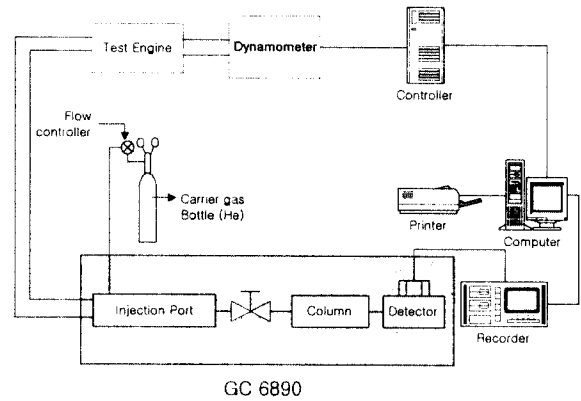 Test Engine
Dynamometer
Controller
Flow
controller
Carrier gas
Bottle (He)
Printer
Computer
Injection Port
Column
Detector
Recorder
GC 6890